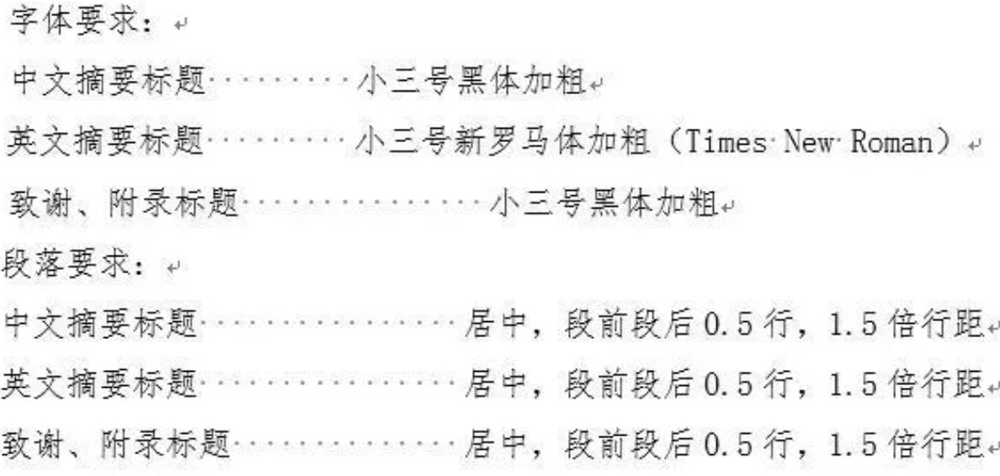 字体要求：
中文摘要标题·········小三号黑体加粗
英文摘要标题·········小三号新罗马体加粗（Times·New·Roman）
致谢、附录标题···············小三号黑体加粗
段落要求：
中文摘要标题················居中，段前段后0.5行，1.5倍行距
英文摘要标题················居中，段前段后0.5行，1.5倍行距
致谢、附录标题··············居中，段前段后0.5行，1.5倍行距